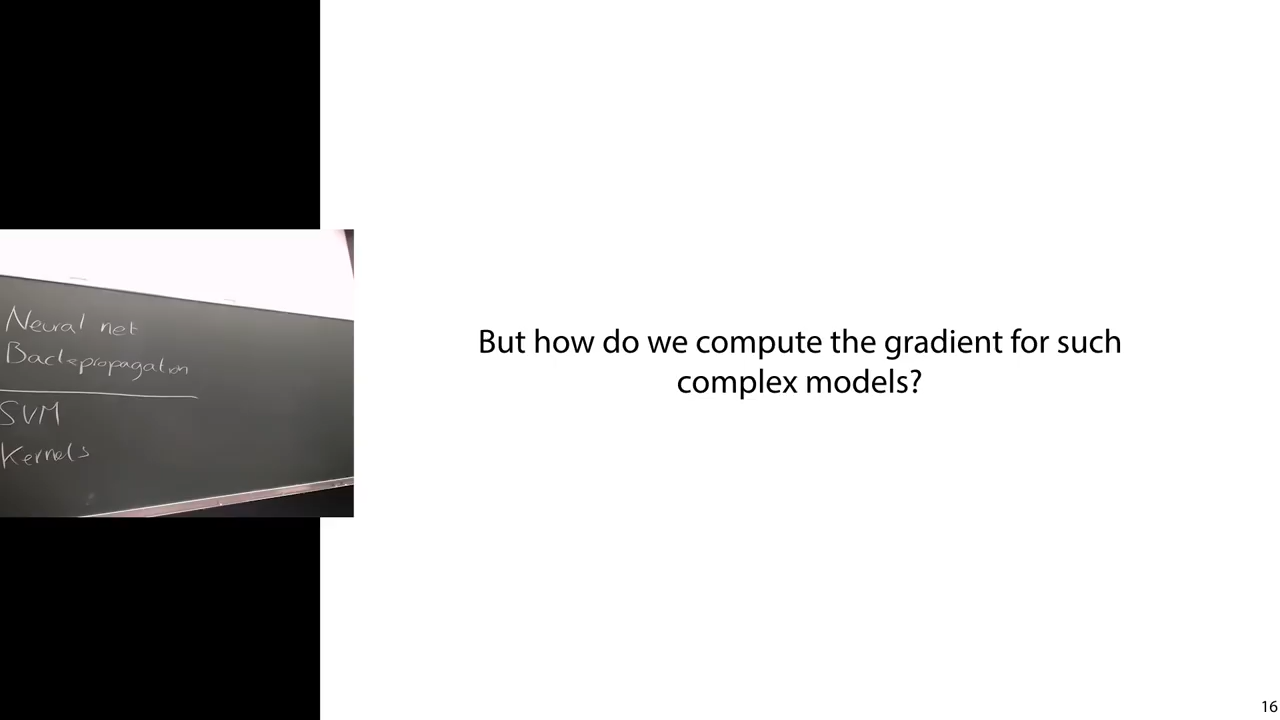 Neural net
Backpropagation
SVM
Kernels
But how do we compute the gradient for such
complex models?
16